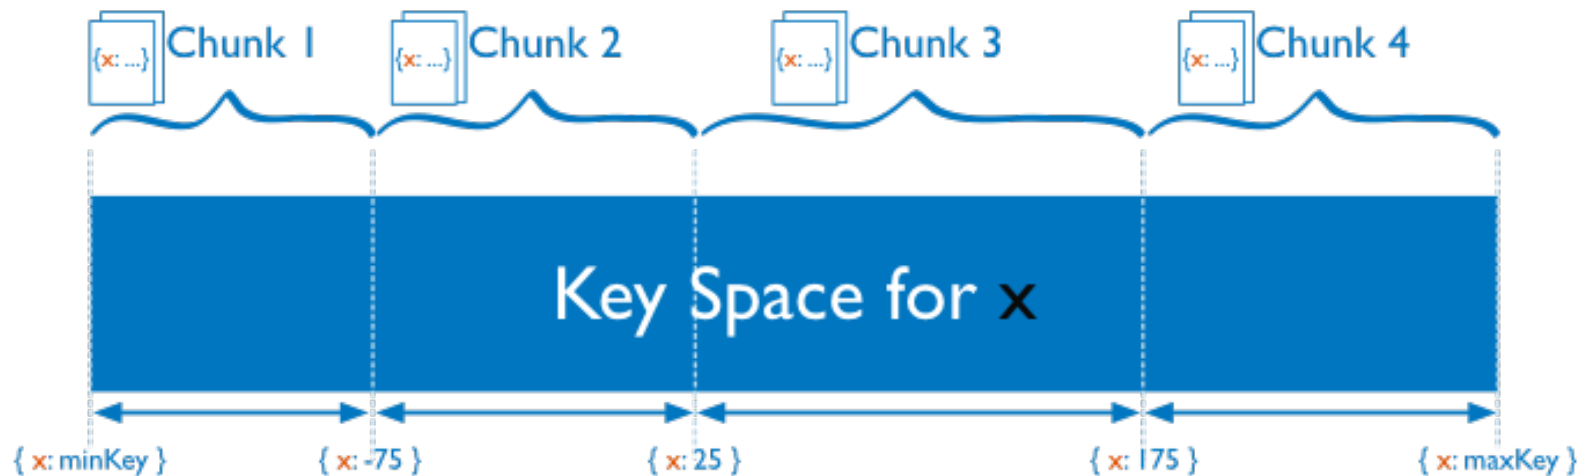 {x: ...} Chunk 1 {x: ...} Chunk 2 {x: ...} Chunk 3 {x: ...} Chunk 4
Key Space for x
{ x: minKey } { x: -75 } { x: 25 } { x: 175 } { x: maxKey }